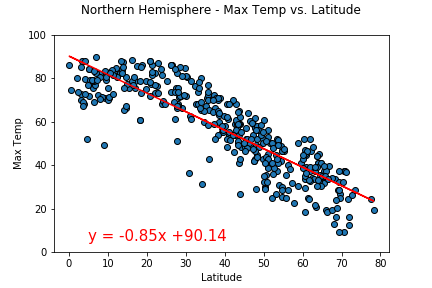 Northern Hemisphere - Max Temp vs. Latitude
100
80
60
40
20
0
Max Temp
y = -0.85x +90.14
0 10 20 30 40 50 60 70 80
Latitude